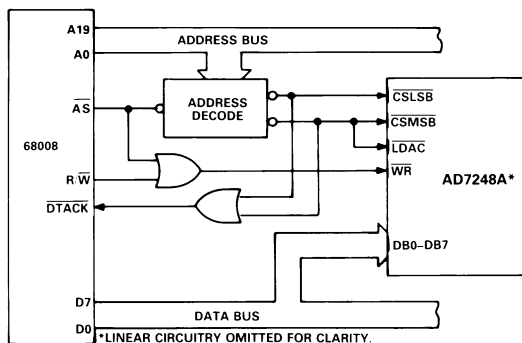 A19
ADDRESS BUS
A0
ADDRESS
DECODE
AS
CSLSB
CSMSB
LDAC
68008
R/W
WR
AD7248A*
DTACK
DB0–DB7
D7
DATA BUS
D0
*LINEAR CIRCUITRY OMITTED FOR CLARITY.